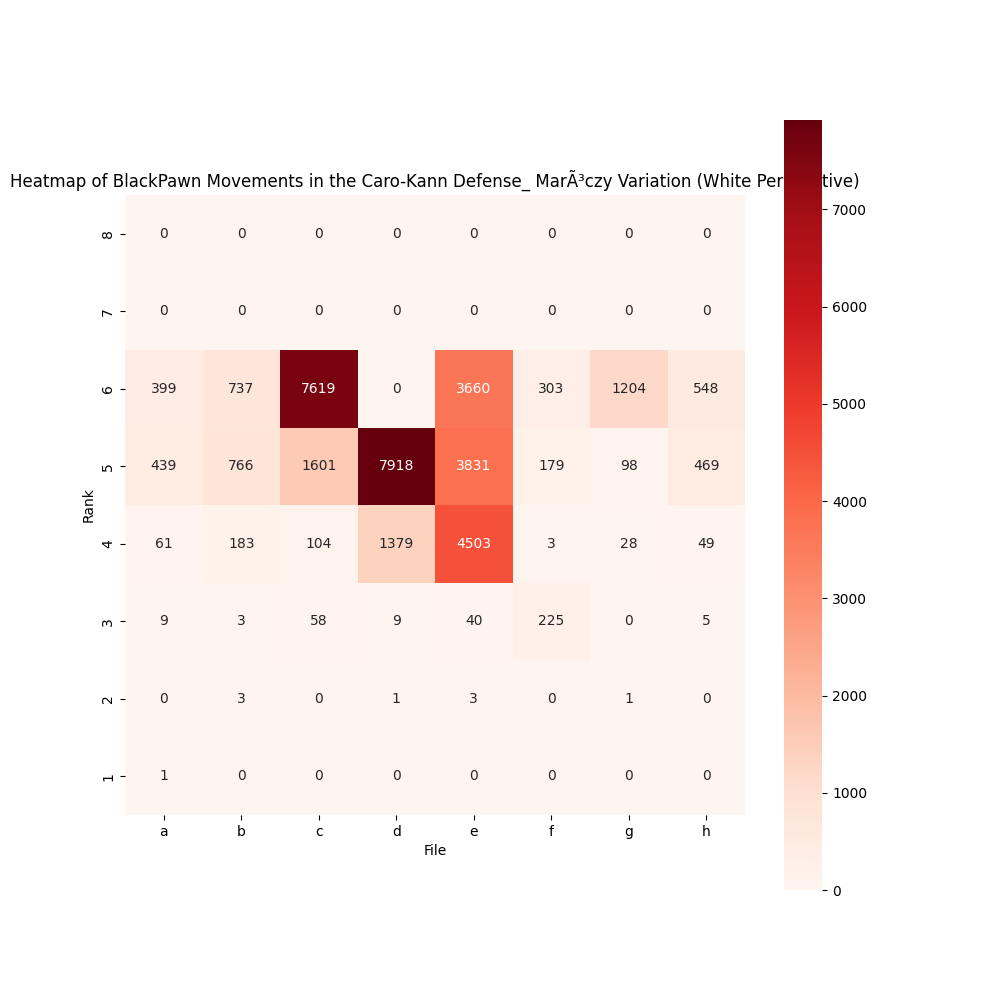 Heatmap of BlackPawn Movements in the Caro-Kann Defense_ MarÃ³czy Variation (White Per tive)
8 0 0 0 0 0 0 0 0
7 0 0 0 0 0 0 0 0
6 399 737 7619 0 3660 303 1204 548
5 439 766 1601 7918 3831 179 98 469
4 61 183 104 1379 4503 3 28 49
3 9 3 58 9 40 225 0 5
2 0 3 0 1 3 0 1 0
1 1 0 0 0 0 0 0 0
a b c d e f g h
File
Rank
7000
6000
5000
4000
3000
2000
1000
0